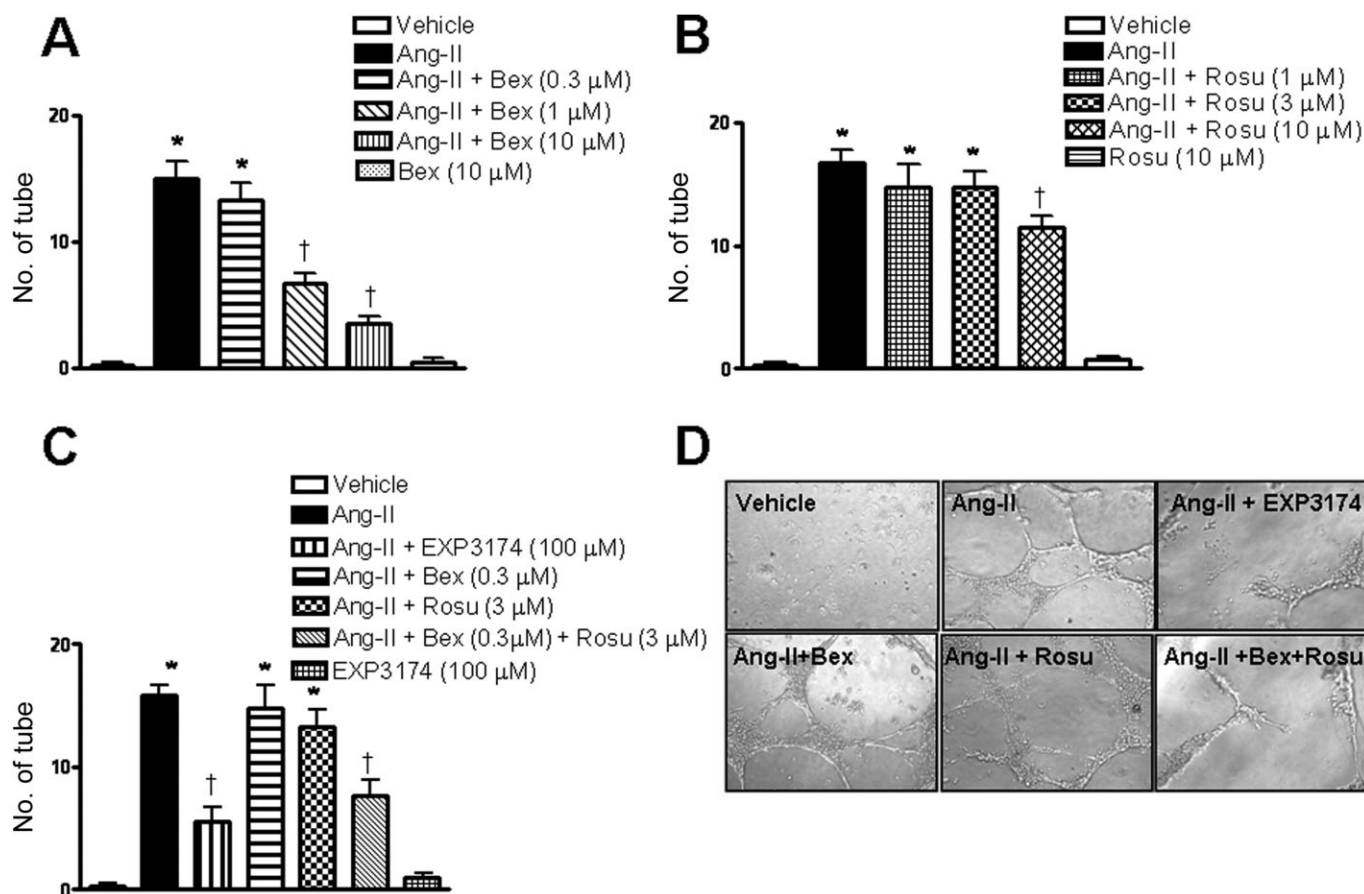 A
Vehicle
Ang-II
Ang-II + Bex (0.3 μM)
Ang-II + Bex (1 μM)
Ang-II + Bex (10 μM)
Bex (10 μM)
No. of tube
20
10
0
*
*
†
†
B
Vehicle
Ang-II
Ang-II + Rosu (1 μM)
Ang-II + Rosu (3 μM)
Ang-II + Rosu (10 μM)
Rosu (10 μM)
No. of tube
20
10
0
*
*
*
†
C
Vehicle
Ang-II
Ang-II + EXP3174 (100 μM)
Ang-II + Bex (0.3 μM)
Ang-II + Rosu (3 μM)
Ang-II + Bex (0.3μM) + Rosu (3 μM)
EXP3174 (100 μM)
No. of tube
20
10
0
*
†
*
*
†
D
Vehicle
Ang-II
Ang-II + EXP3174
Ang-II+Bex
Ang-II + Rosu
Ang-II +Bex+Rosu